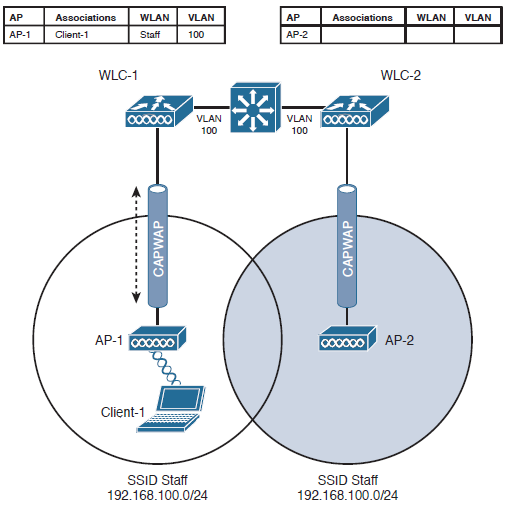 AP Associations WLAN VLAN
AP-1 Client-1 Staff 100
AP Associations WLAN VLAN
AP-2
WLC-1
WLC-2
VLAN
100
VLAN
100
CAPWAP
CAPWAP
AP-1
AP-2
Client-1
SSID Staff
192.168.100.0/24
SSID Staff
192.168.100.0/24